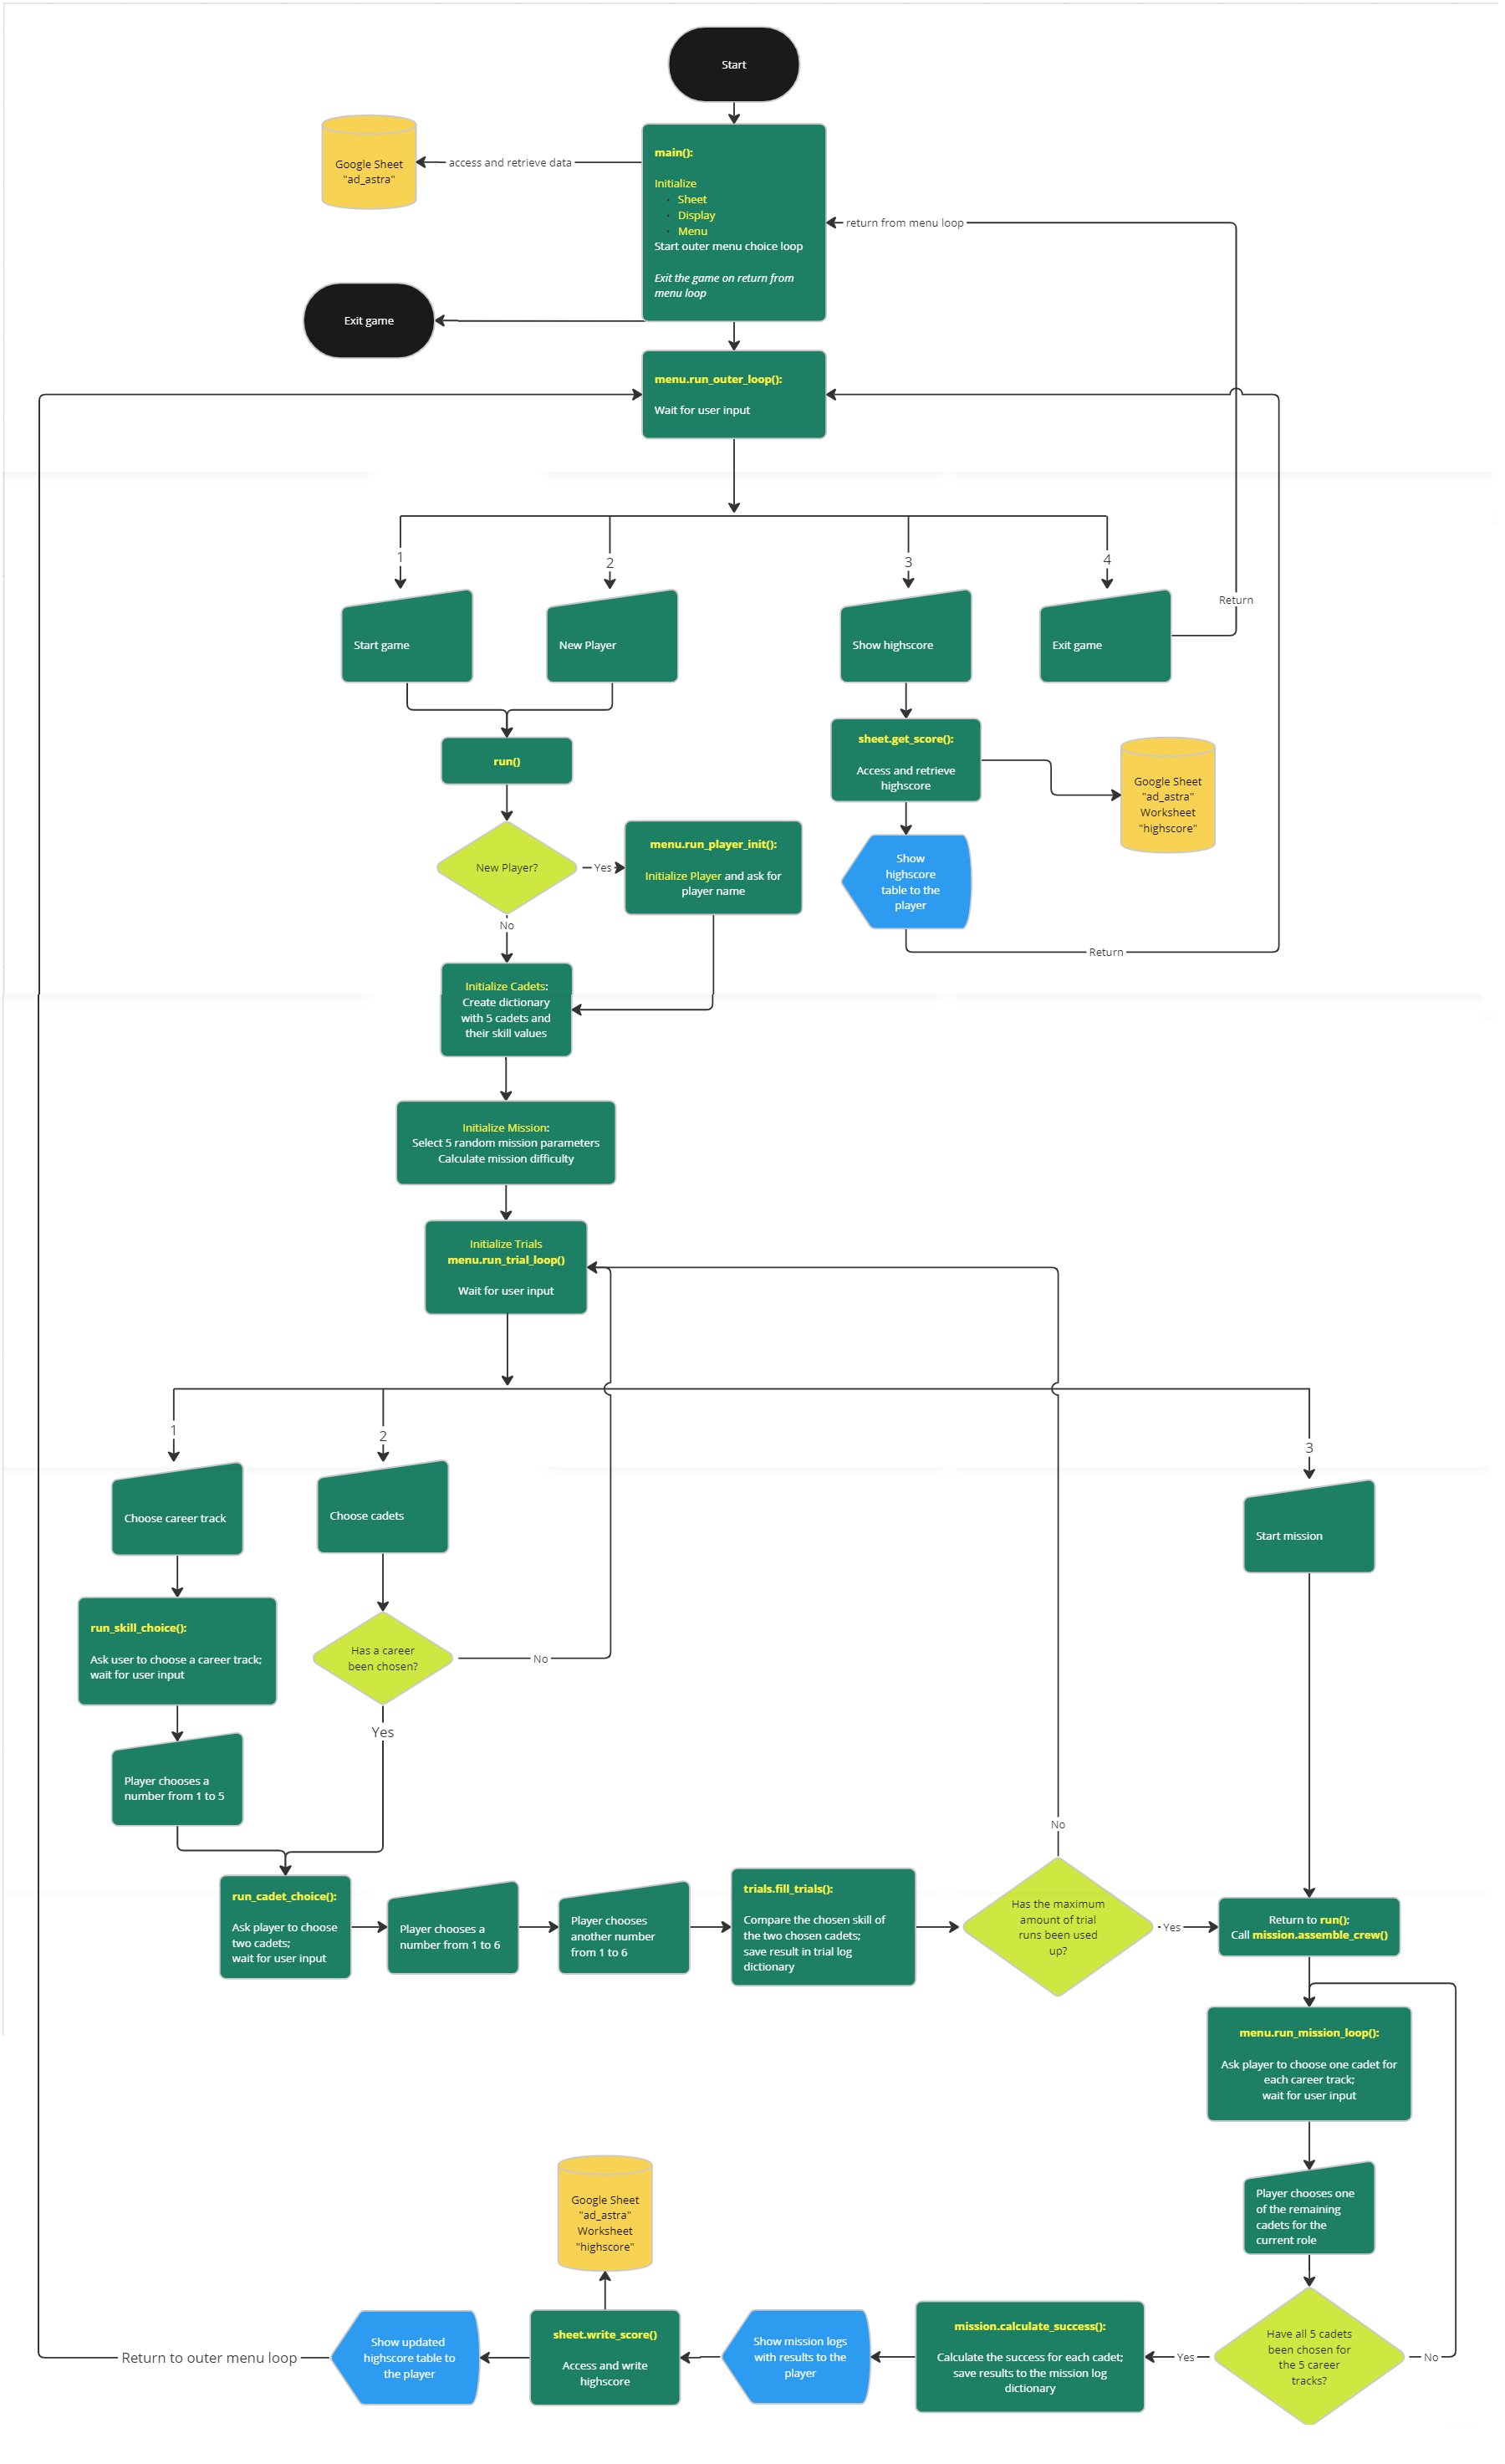 Start
Google Sheet
"ad_astra"
access and retrieve data
main():
Initialize
Sheet
Display
Menu
Start outer menu choice loop
Exit the game on return from
menu loop
return from menu loop
Exit game
menu.run_outer_loop():
Wait for user input
1
2
3
4
Return
Start game
New Player
Show highscore
Exit game
run()
sheet.get_score():
Access and retrieve
highscore
Google Sheet
"ad_astra"
Worksheet
"highscore"
New Player?
Yes
No
menu.run_player_init():
Initialize Player and ask for
player name
Show
highscore
table to the
player
Return
Initialize Cadets:
Create dictionary
with 5 cadets and
their skill values
Initialize Mission:
Select 5 random mission parameters
Calculate mission difficulty
Initialize Trials
menu.run_trial_loop()
Wait for user input
1
2
3
Choose career track
Choose cadets
Start mission
run_skill_choice():
Ask user to choose a career track;
wait for user input
Has a career
been chosen?
No
Yes
Player chooses a
number from 1 to 5
run_cadet_choice():
Ask player to choose
two cadets;
wait for user input
Player chooses a
number from 1 to 6
Player chooses
another number
from 1 to 6
trials.fill_trials():
Compare the chosen skill of
the two chosen cadets;
save result in trial log
dictionary
No
Has the maximum
amount of trial
runs been used
up?
Yes
Return to run();
Call mission.assemble_crew()
menu.run_mission_loop():
Ask player to choose one cadet for
each career track;
wait for user input
Player chooses one
of the remaining
cadets for the
current role
Have all 5 cadets
been chosen for
the 5 career
tracks?
No
Yes
mission.calculate_success():
Calculate the success for each cadet;
save results to the mission log
dictionary
Show mission logs
with results to the
player
Google Sheet
"ad_astra"
Worksheet
"highscore"
sheet.write_score()
Access and write
highscore
Show updated
highscore table to
the player
Return to outer menu loop